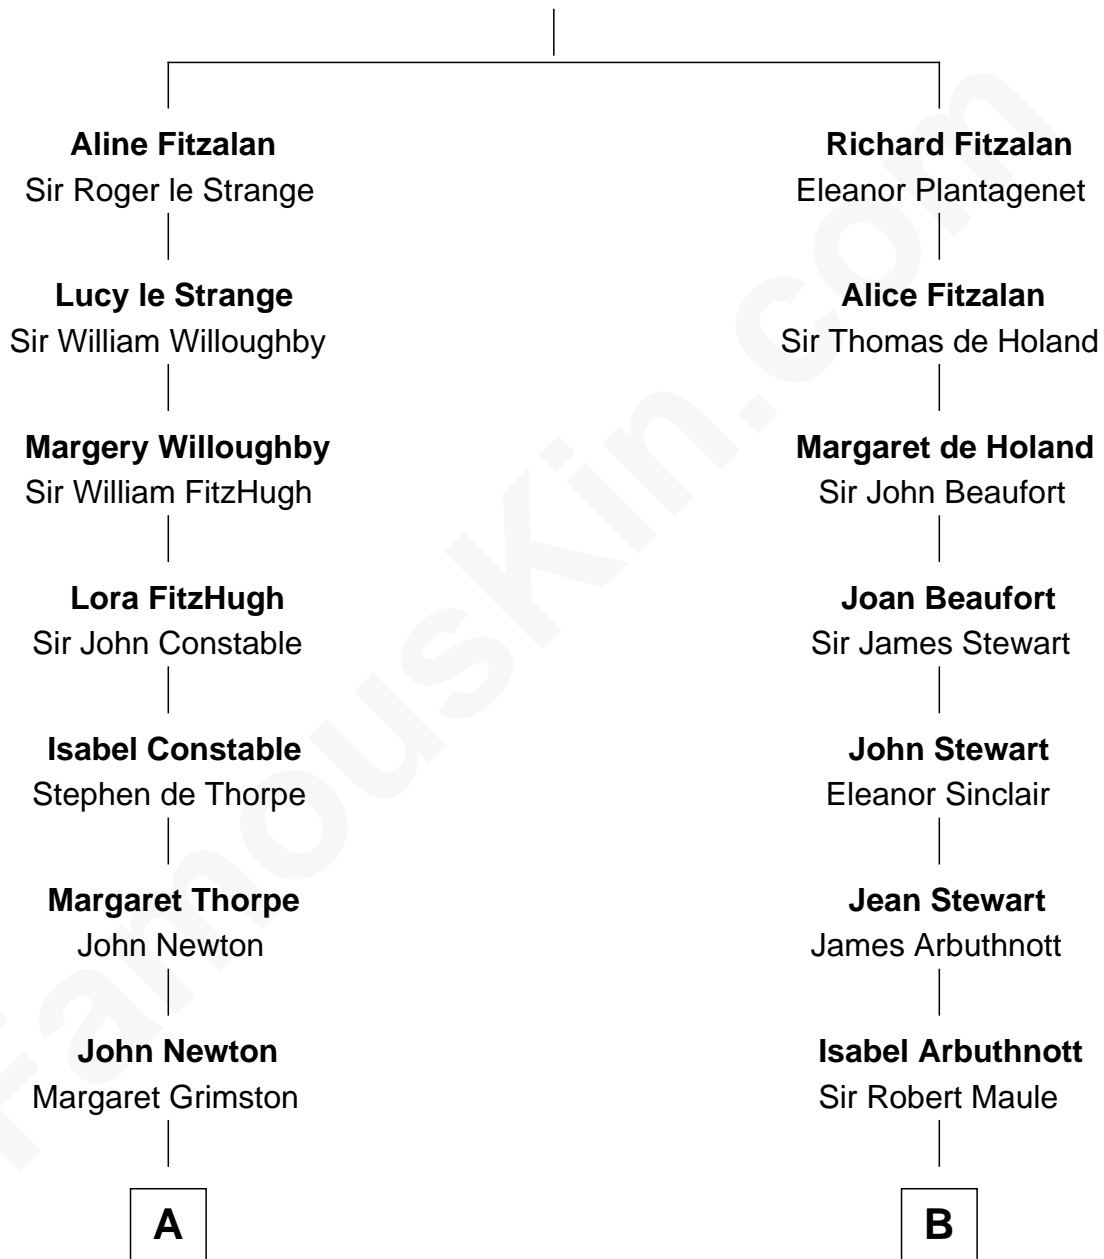 Aline Fitzalan
Sir Roger le Strange
Lucy le Strange
Sir William Willoughby
Margery Willoughby
Sir William FitzHugh
Lora FitzHugh
Sir John Constable
Isabel Constable
Stephen de Thorpe
Margaret Thorpe
John Newton
John Newton
Margaret Grimston
A
Richard Fitzalan
Eleanor Plantagenet
Alice Fitzalan
Sir Thomas de Holand
Margaret de Holand
Sir John Beaufort
Joan Beaufort
Sir James Stewart
John Stewart
Eleanor Sinclair
Jean Stewart
James Arbuthnott
Isabel Arbuthnott
Sir Robert Maule
B
FamousKin.com